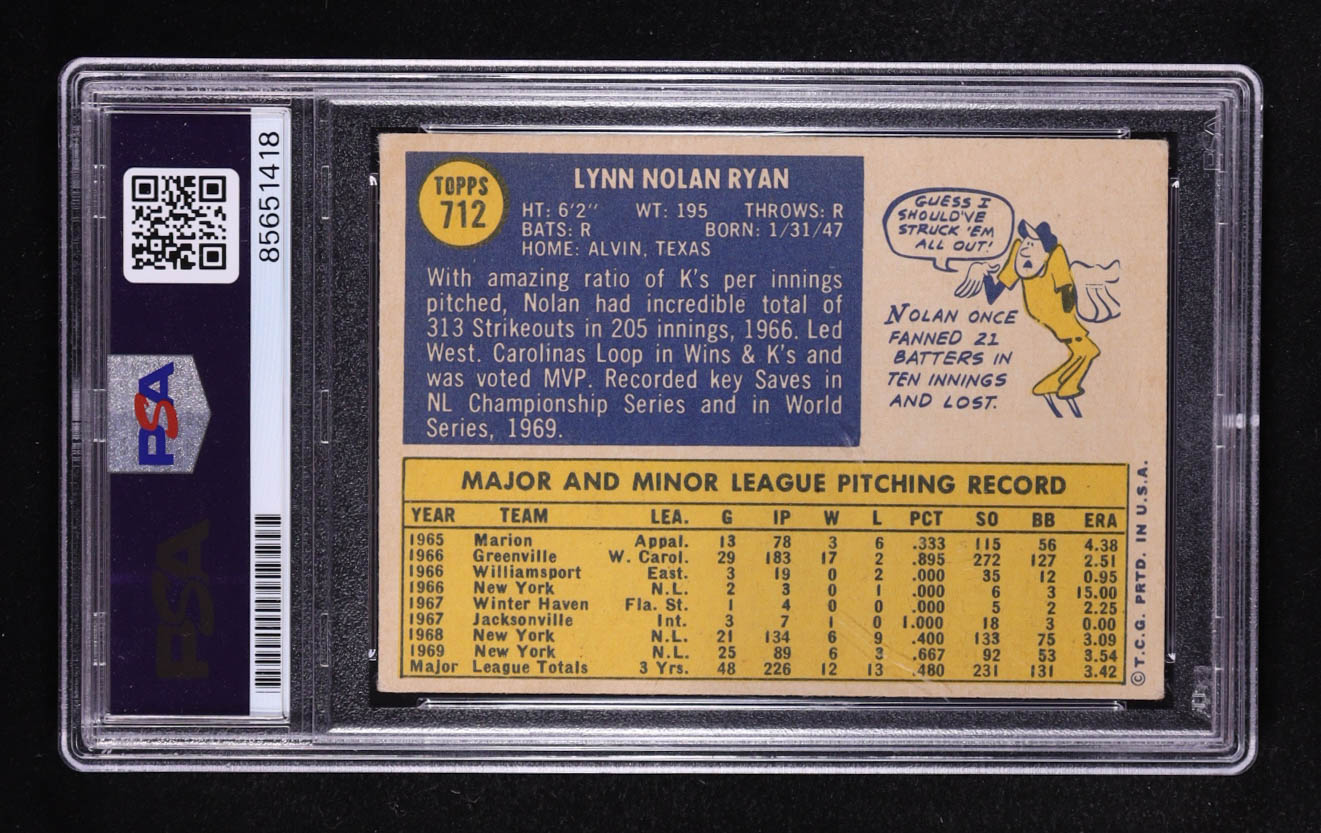 85651418
PSA
PSA
TOPPS
712
LYNN NOLAN RYAN
HT: 6'2" WT: 195 THROWS: R
BATS: R BORN: 1/31/47
HOME: ALVIN, TEXAS
With amazing ratio of K's per innings
pitched, Nolan had incredible total of
313 Strikeouts in 205 innings, 1966. Led
West. Carolinas Loop in Wins & K's and
was voted MVP. Recorded key Saves in
NL Championship Series and in World
Series, 1969.
GUESS I
SHOULD'VE
STRUCK 'EM
ALL OUT!
NOLAN ONCE
FANNED 21
BATTERS IN
TEN INNINGS
AND LOST.
MAJOR AND MINOR LEAGUE PITCHING RECORD
YEAR TEAM LEA. G IP W L PCT SO BB ERA
1965 Marion Appal. 13 78 3 6 .333 115 56 4.38
1966 Greenville W. Carol. 29 183 17 2 .895 272 127 2.51
1966 Williamsport East. 3 19 0 2 .000 35 12 0.95
1966 New York N.L. 2 3 0 1 .000 6 3 15.00
1967 Winter Haven Fla. St. 1 4 0 0 .000 5 2 2.25
1967 Jacksonville Int. 3 7 1 0 1.000 18 3 0.00
1968 New York N.L. 21 134 6 9 .400 133 75 3.09
1969 New York N.L. 25 89 6 3 .667 92 53 3.54
Major League Totals 3 Yrs. 48 226 12 13 .480 231 131 3.42
© T.C.G. PRTD. IN U.S.A.